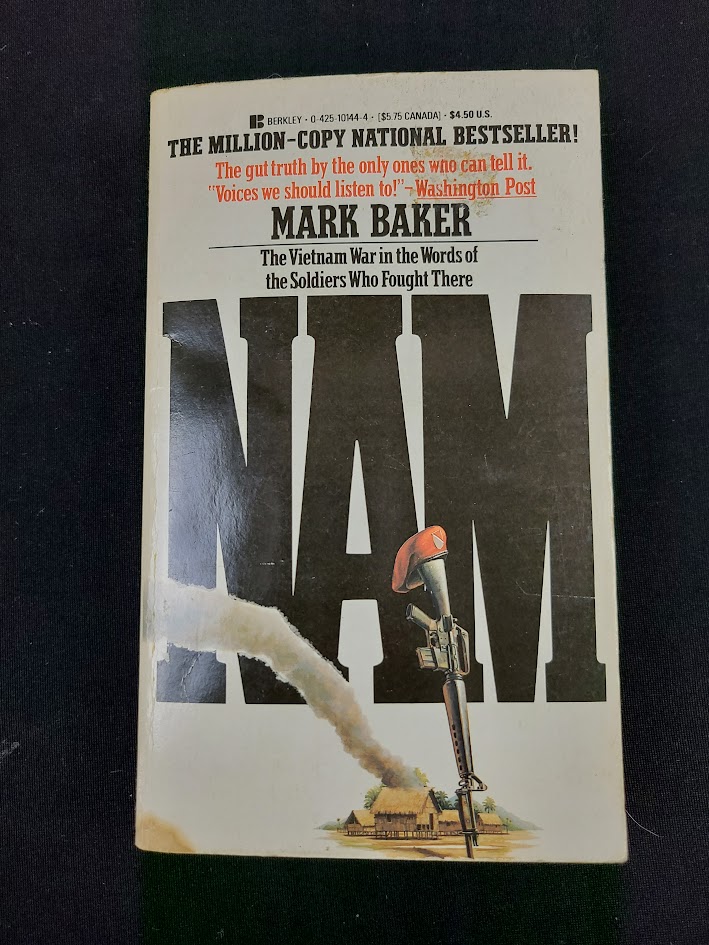 B BERKLEY • 0-425-10144-4 • [$5.75 CANADA] • $4.50 U.S.
THE MILLION-COPY NATIONAL BESTSELLER!
The gut truth by the only ones who can tell it.
"Voices we should listen to!"–Washington Post
MARK BAKER
The Vietnam War in the Words of
the Soldiers Who Fought There
NAM